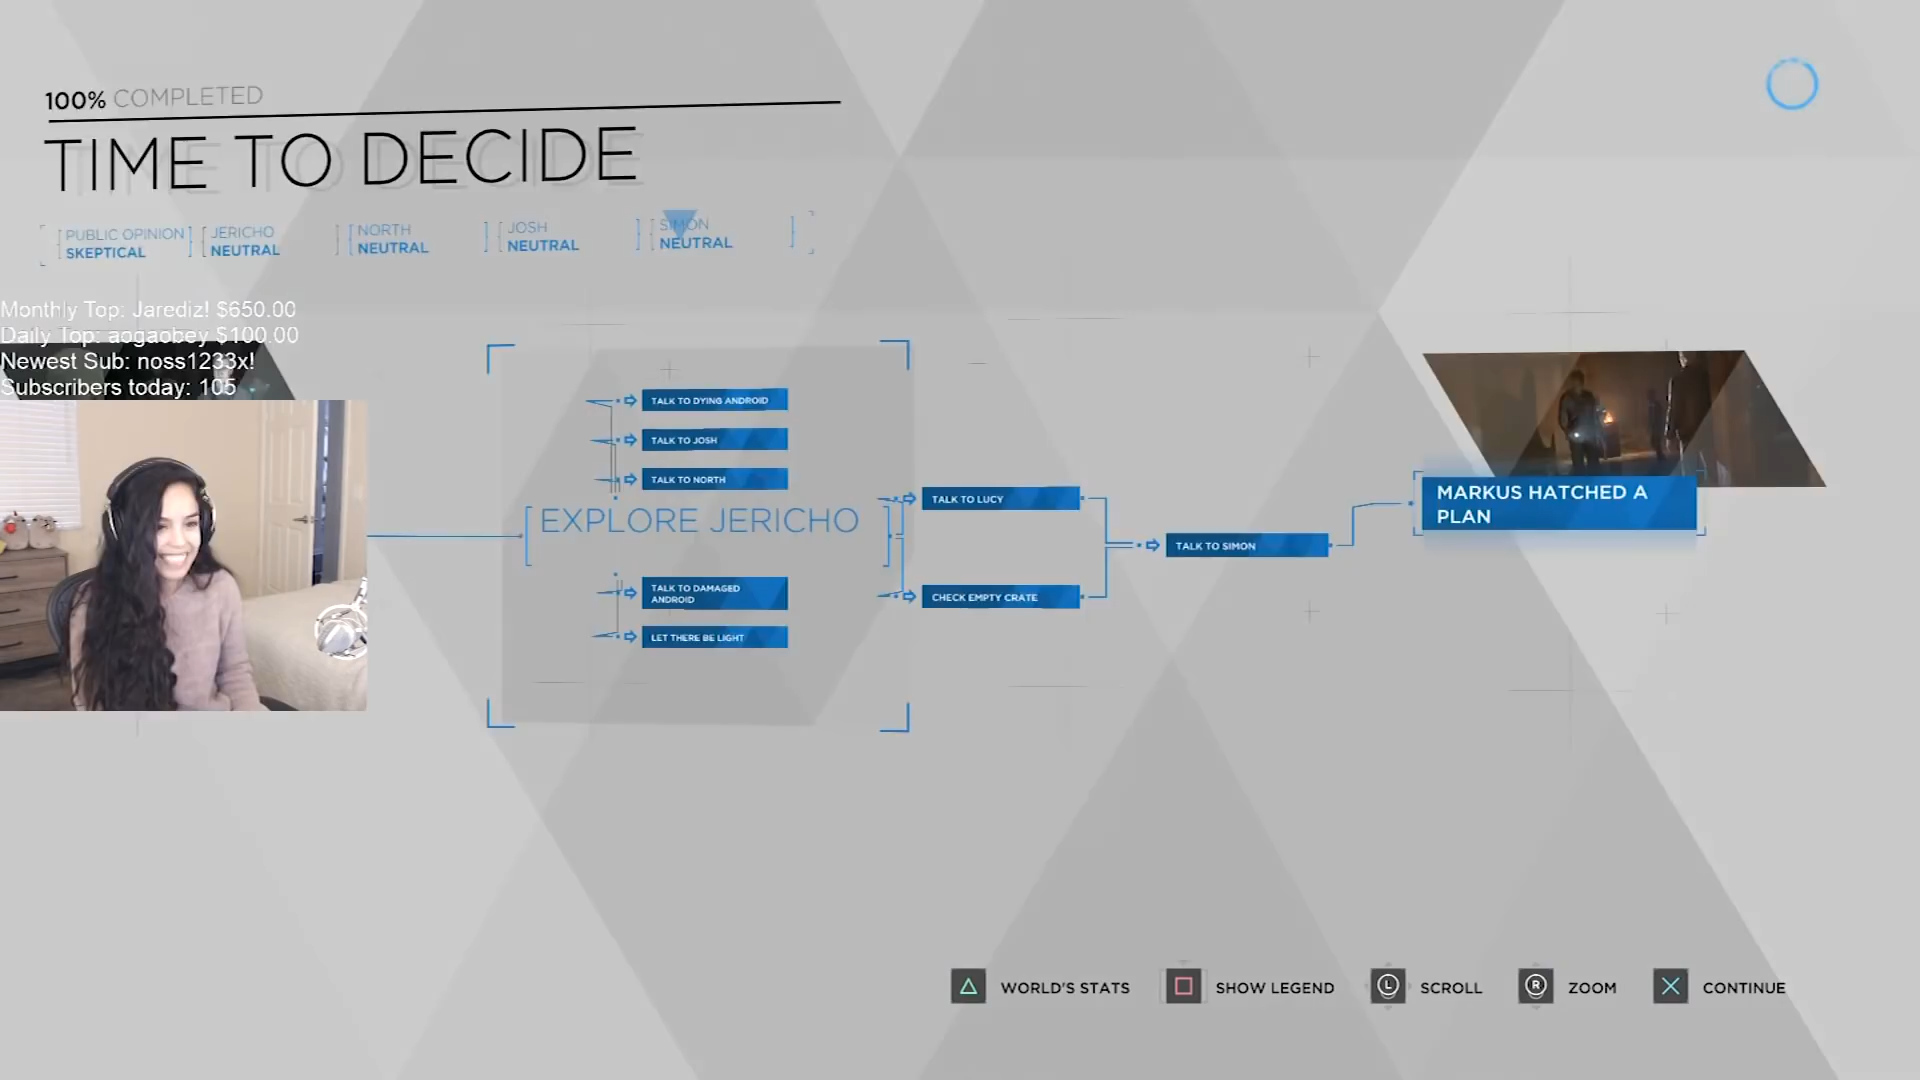 100% COMPLETED
TIME TO DECIDE
PUBLIC OPINION
SKEPTICAL
JERICHO
NEUTRAL
NORTH
NEUTRAL
JOSH
NEUTRAL
SIMON
NEUTRAL
Monthly Top: Jarediz! $650.00
Daily Top: aogaobey $100.00
Newest Sub: noss1233x!
Subscribers today: 105
TALK TO DYING ANDROID
TALK TO JOSH
TALK TO NORTH
EXPLORE JERICHO
TALK TO DAMAGED
ANDROID
LET THERE BE LIGHT
TALK TO LUCY
CHECK EMPTY CRATE
TALK TO SIMON
MARKUS HATCHED A
PLAN
WORLD'S STATS
SHOW LEGEND
L
SCROLL
R
ZOOM
CONTINUE